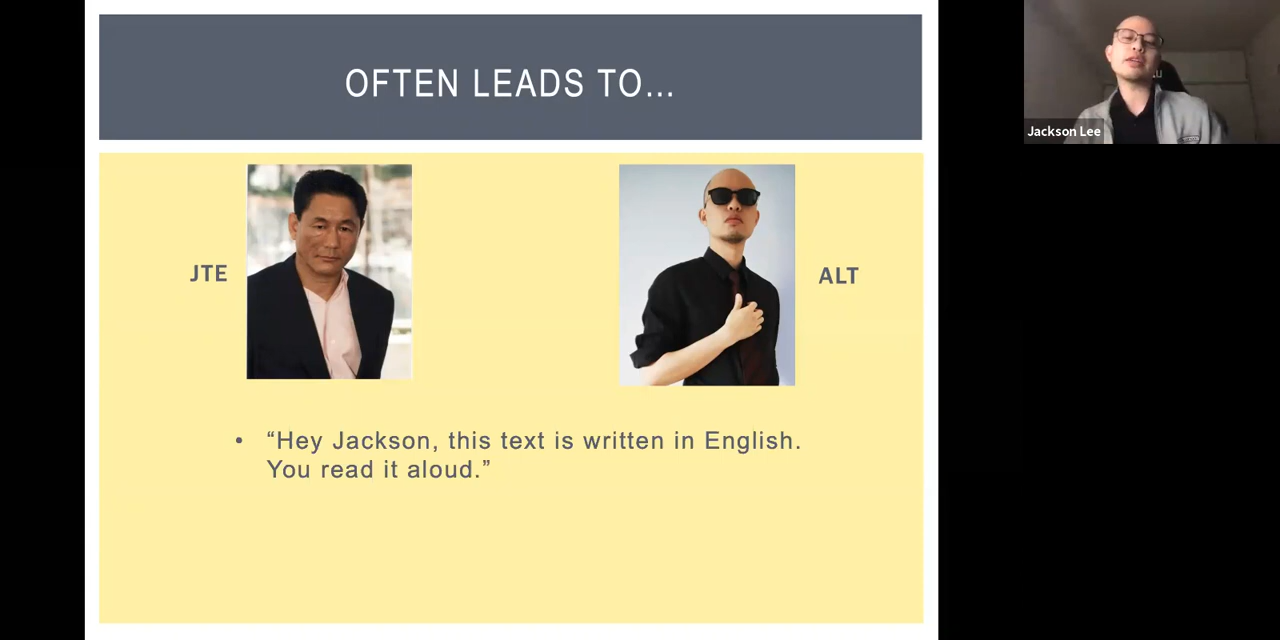 OFTEN LEADS TO...
JTE
ALT
• “Hey Jackson, this text is written in English.
You read it aloud.”
Jackson Lee